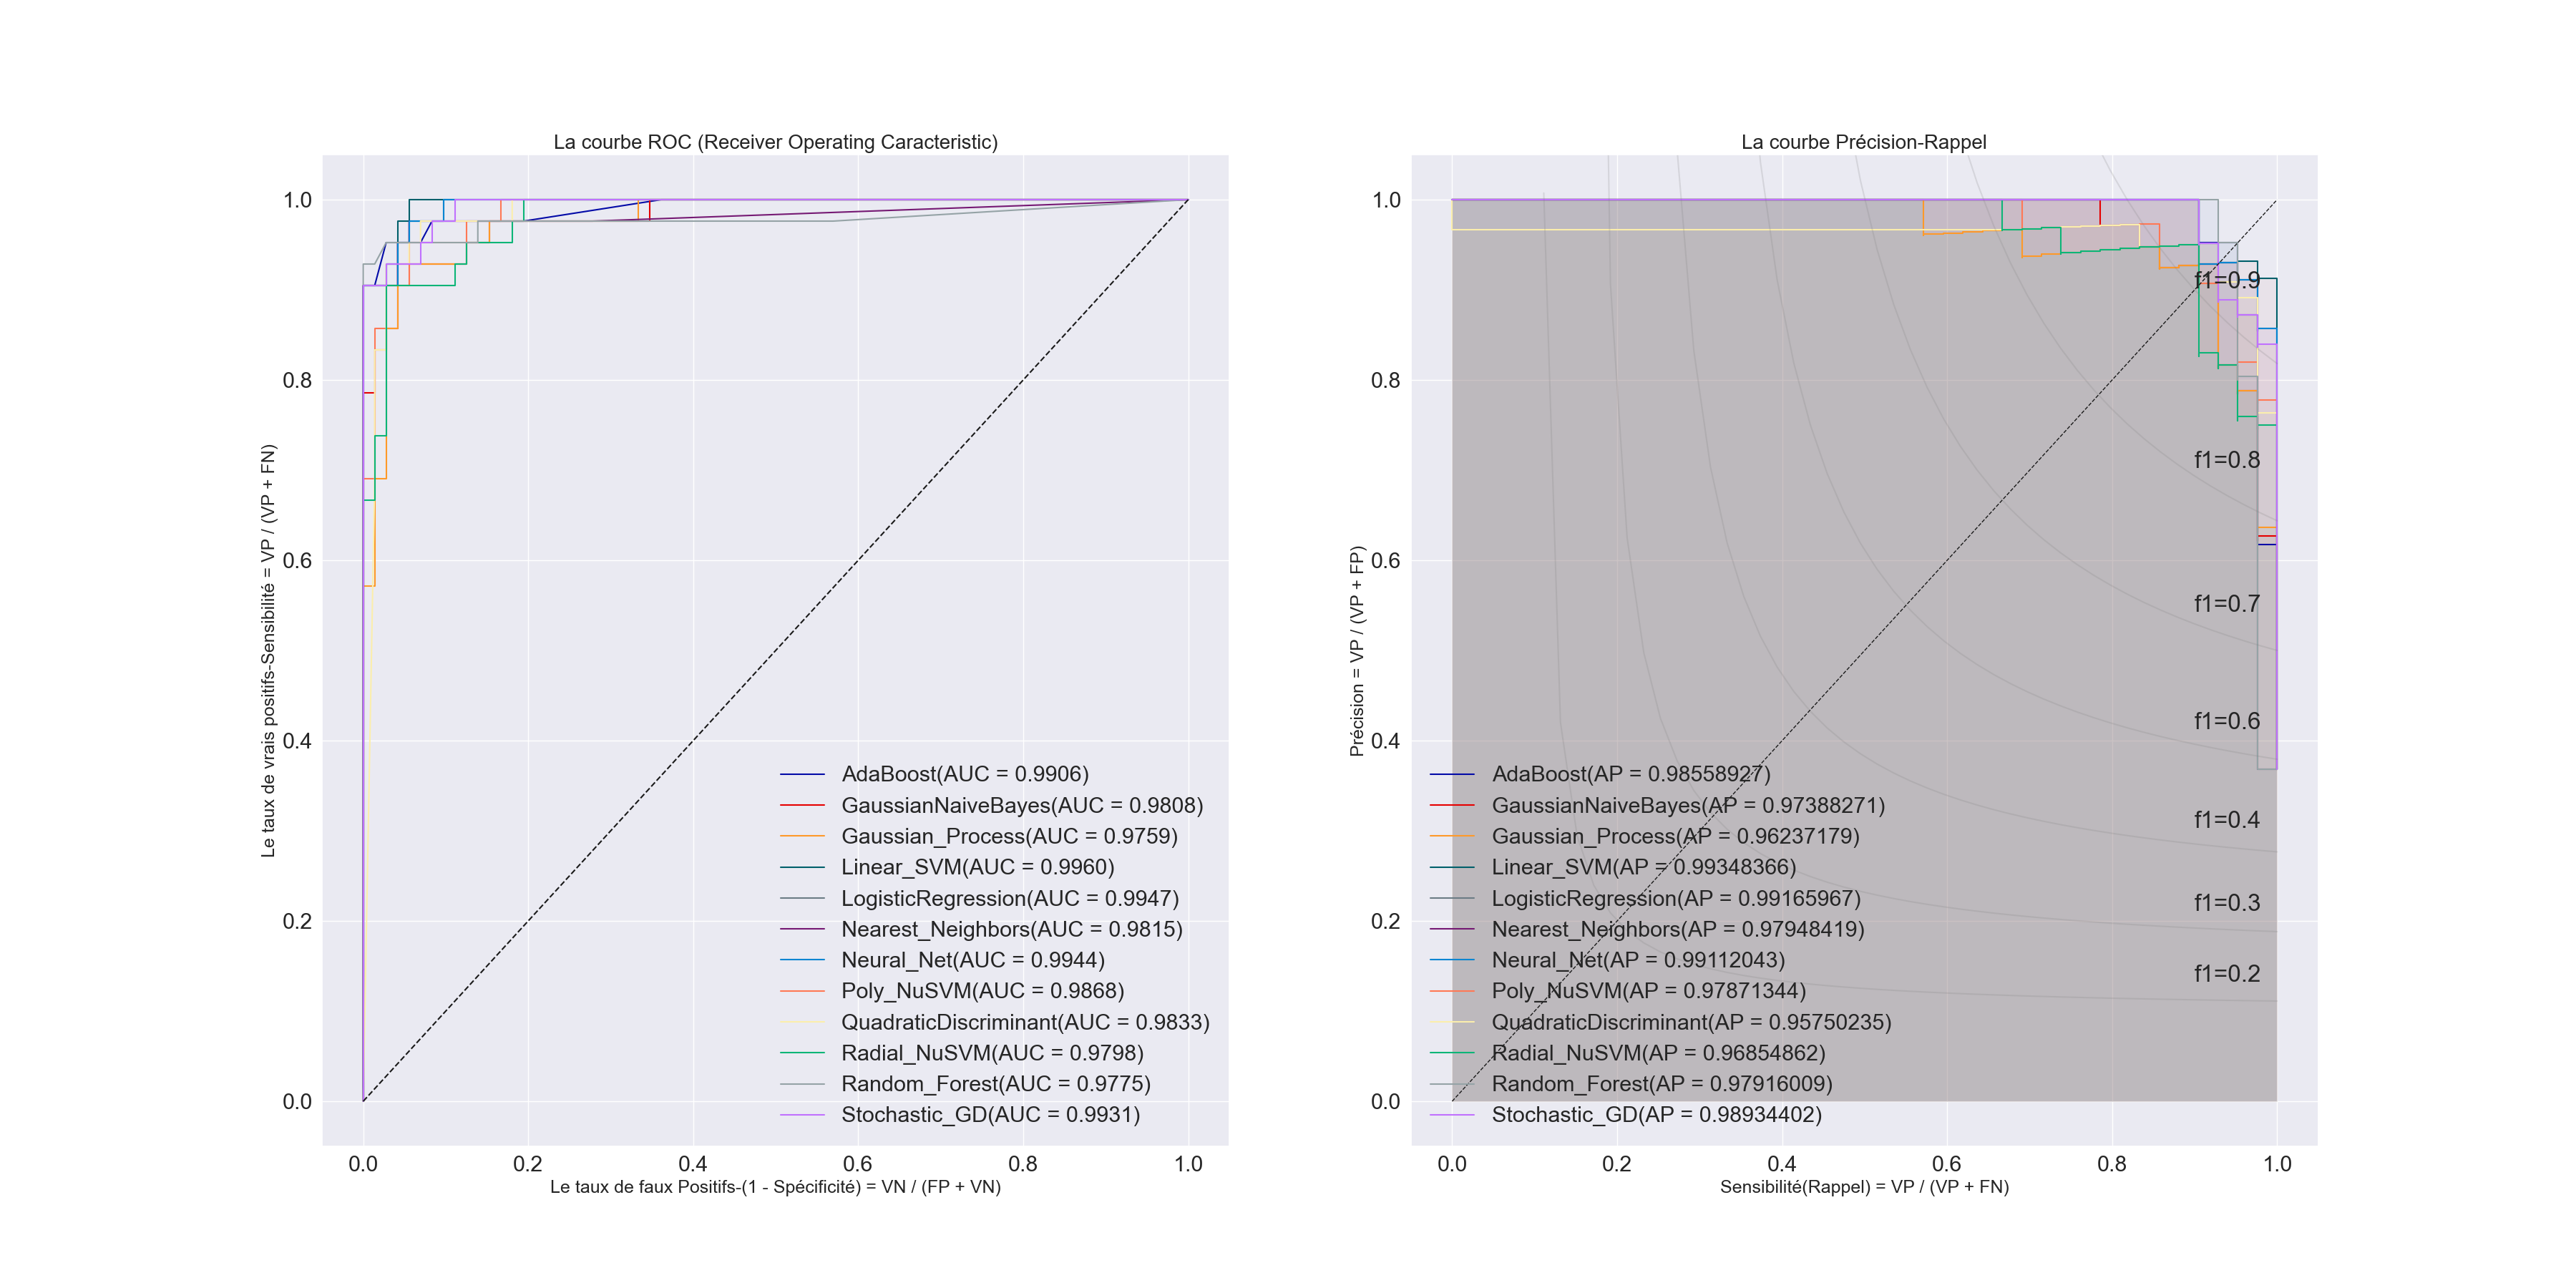 La courbe ROC (Receiver Operating Caracteristic)
Le taux de vrais positifs-Sensibilité = VP / (VP + FN)
1.0
0.8
0.6
0.4
0.2
0.0
AdaBoost(AUC = 0.9906)
GaussianNaiveBayes(AUC = 0.9808)
Gaussian_Process(AUC = 0.9759)
Linear_SVM(AUC = 0.9960)
LogisticRegression(AUC = 0.9947)
Nearest_Neighbors(AUC = 0.9815)
Neural_Net(AUC = 0.9944)
Poly_NuSVM(AUC = 0.9868)
QuadraticDiscriminant(AUC = 0.9833)
Radial_NuSVM(AUC = 0.9798)
Random_Forest(AUC = 0.9775)
Stochastic_GD(AUC = 0.9931)
0.0 0.2 0.4 0.6 0.8 1.0
Le taux de faux Positifs-(1 - Spécificité) = VN / (FP + VN)
La courbe Précision-Rappel
Précision = VP / (VP + FP)
1.0
0.8
0.6
0.4
0.2
0.0
f1=0.9
f1=0.8
f1=0.7
f1=0.6
f1=0.4
f1=0.3
f1=0.2
AdaBoost(AP = 0.98558927)
GaussianNaiveBayes(AP = 0.97388271)
Gaussian_Process(AP = 0.96237179)
Linear_SVM(AP = 0.99348366)
LogisticRegression(AP = 0.99165967)
Nearest_Neighbors(AP = 0.97948419)
Neural_Net(AP = 0.99112043)
Poly_NuSVM(AP = 0.97871344)
QuadraticDiscriminant(AP = 0.95750235)
Radial_NuSVM(AP = 0.96854862)
Random_Forest(AP = 0.97916009)
Stochastic_GD(AP = 0.98934402)
0.0 0.2 0.4 0.6 0.8 1.0
Sensibilité(Rappel) = VP / (VP + FN)